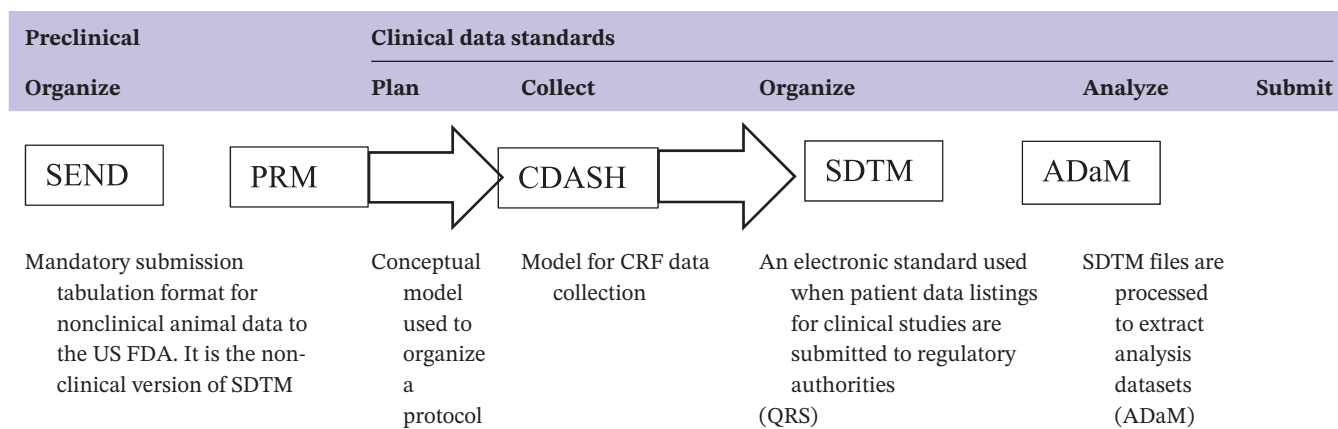 Preclinical Clinical data standards
Organize Plan Collect Organize Analyze Submit
SEND PRM CDASH SDTM ADaM
Mandatory submission
tabulation format for
nonclinical animal data to
the US FDA. It is the non-
clinical version of SDTM
Conceptual
model
used to
organize
a
protocol
Model for CRF data
collection
An electronic standard used
when patient data listings
for clinical studies are
submitted to regulatory
authorities
(QRS)
SDTM files are
processed
to extract
analysis
datasets
(ADaM)